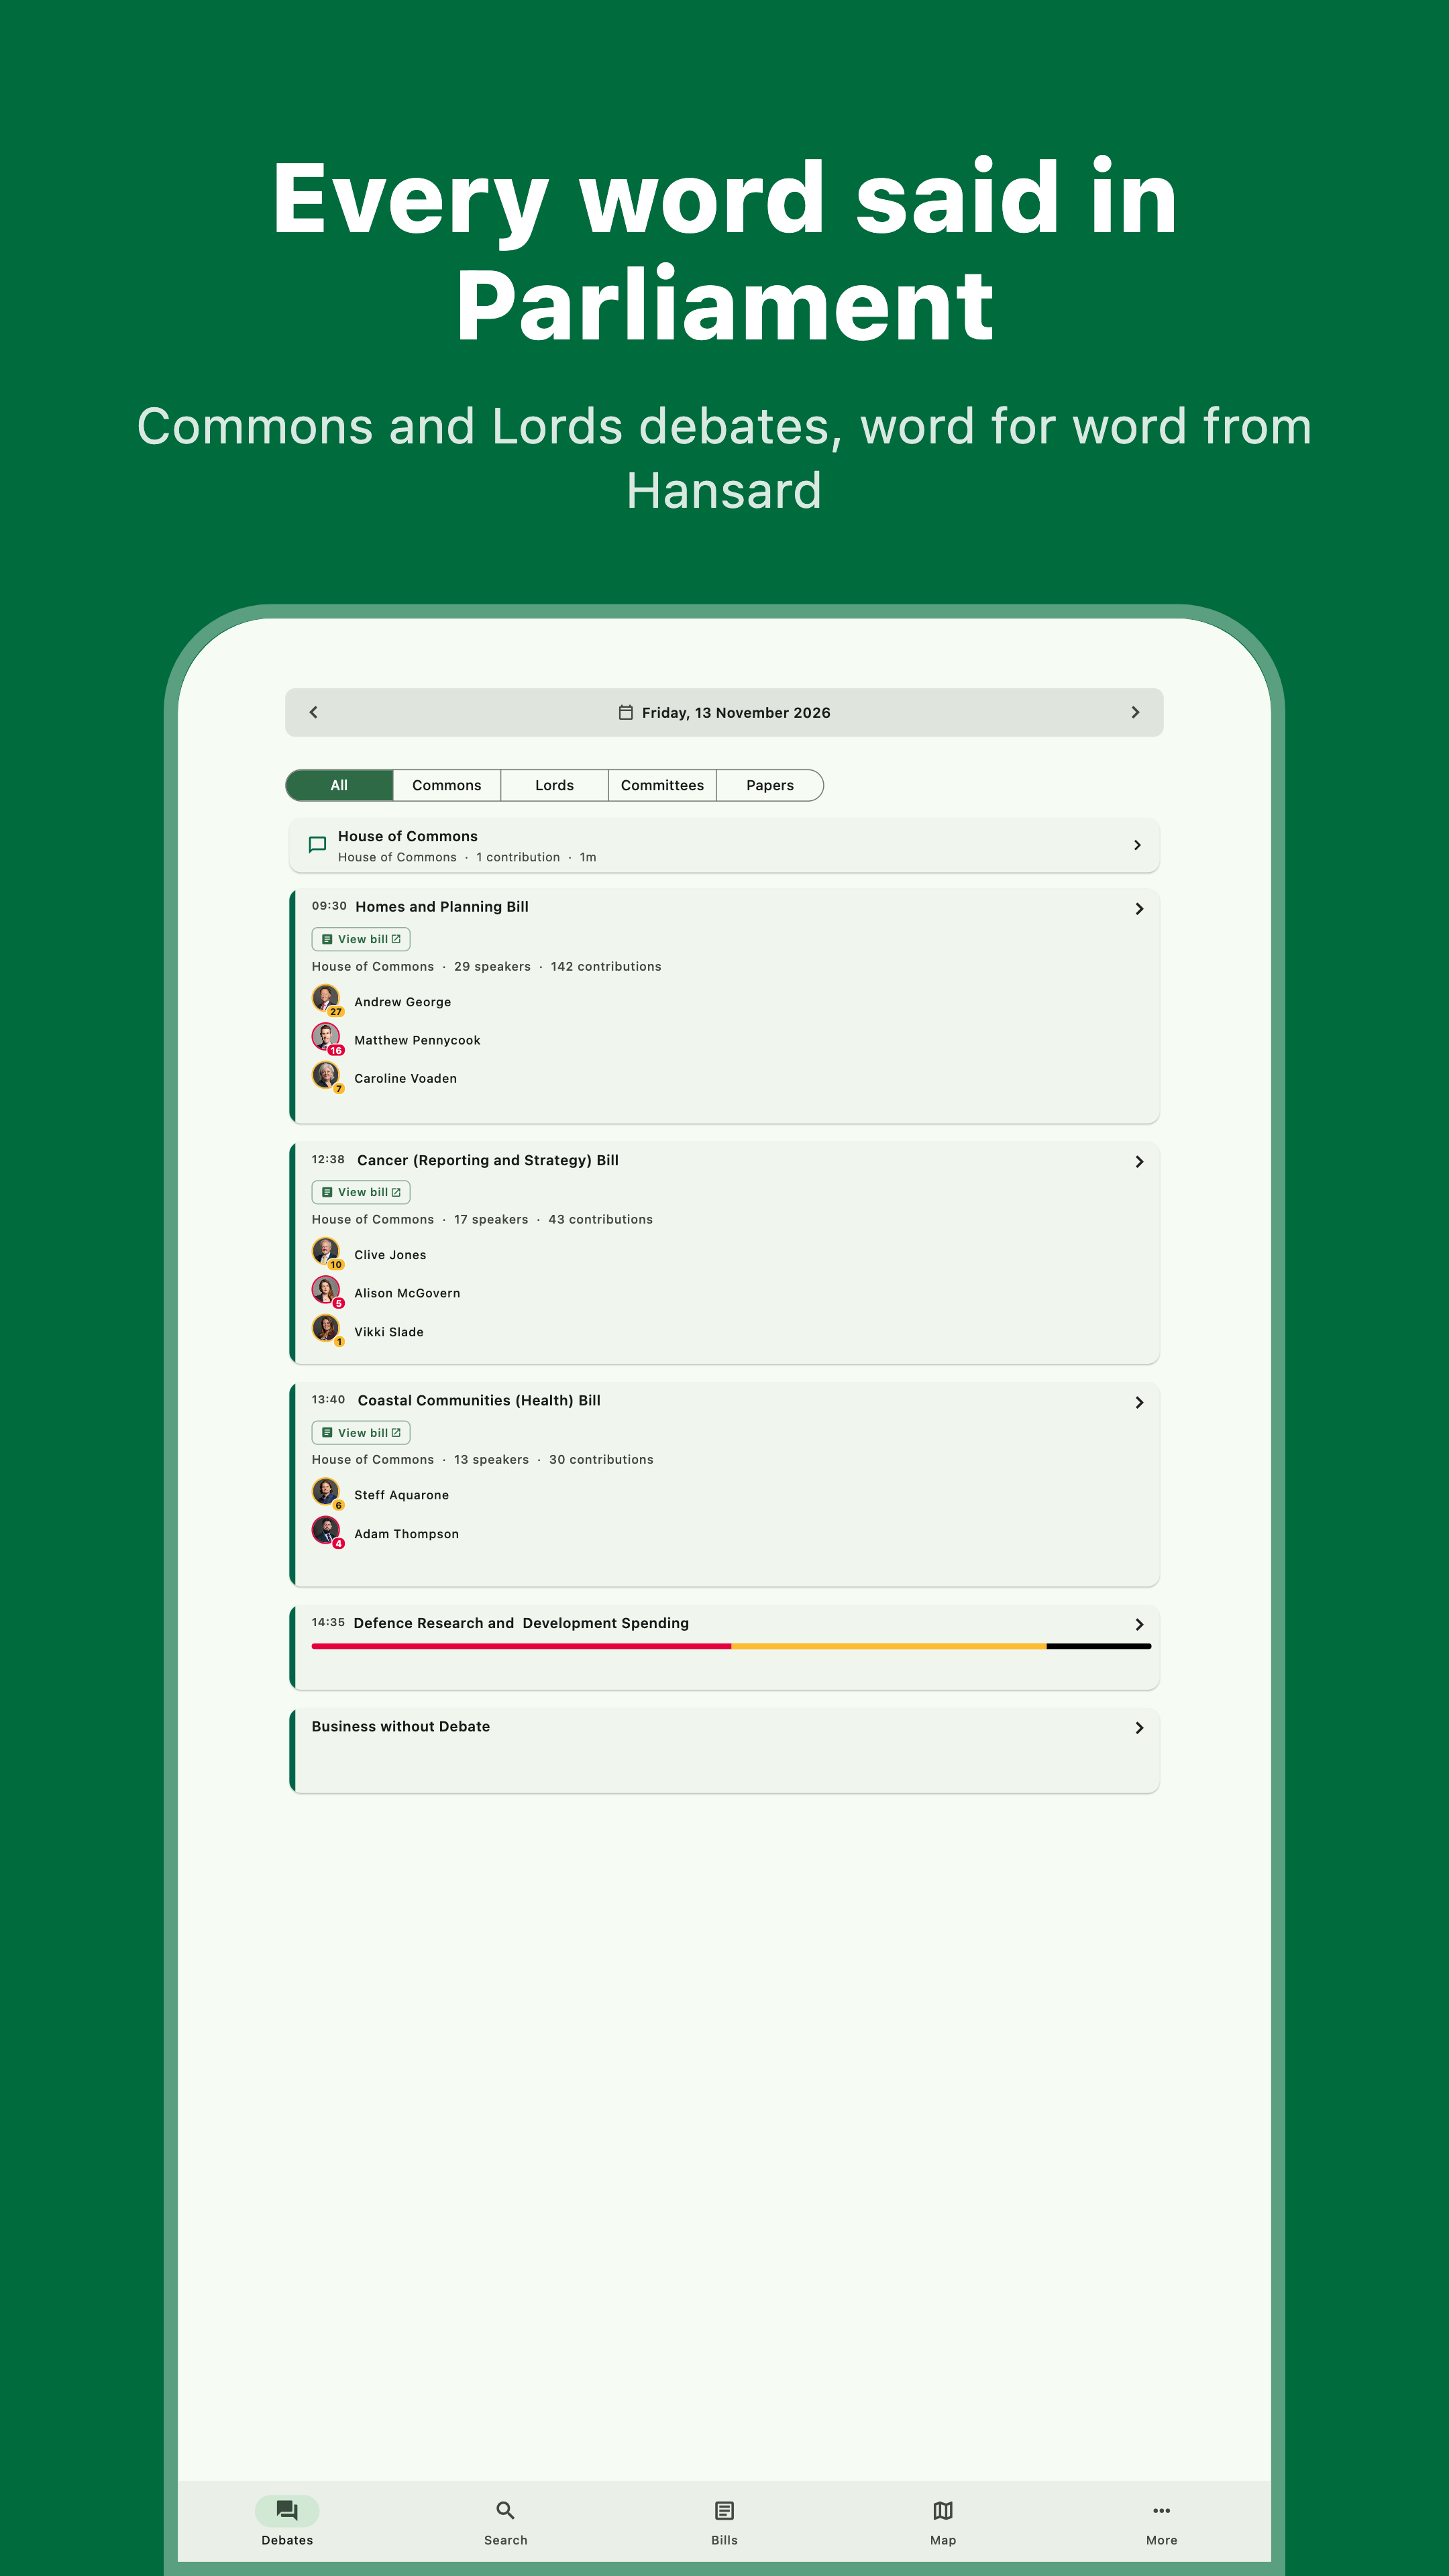 Every word said in
Parliament
Commons and Lords debates, word for word from
Hansard
Friday, 13 November 2026
All Commons Lords Committees Papers
House of Commons
House of Commons · 1 contribution · 1m
09:30 Homes and Planning Bill
View bill
House of Commons · 29 speakers · 142 contributions
27 Andrew George
16 Matthew Pennycook
7 Caroline Voaden
12:38 Cancer (Reporting and Strategy) Bill
View bill
House of Commons · 17 speakers · 43 contributions
10 Clive Jones
5 Alison McGovern
1 Vikki Slade
13:40 Coastal Communities (Health) Bill
View bill
House of Commons · 13 speakers · 30 contributions
6 Steff Aquarone
4 Adam Thompson
14:35 Defence Research and Development Spending
Business without Debate
Debates Search Bills Map More